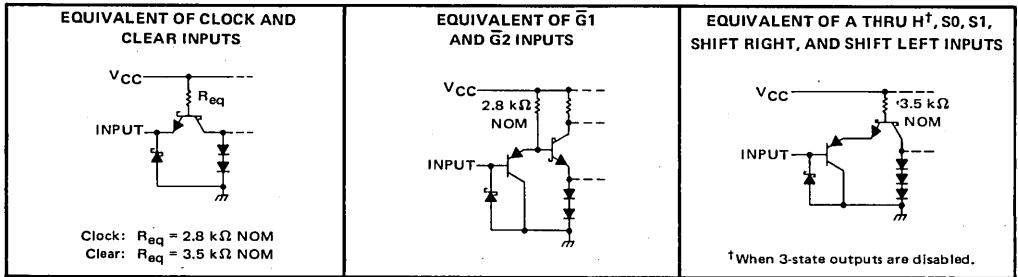 EQUIVALENT OF CLOCK AND
CLEAR INPUTS
VCC
Req
INPUT
Clock: Req = 2.8 kΩ NOM
Clear: Req = 3.5 kΩ NOM
EQUIVALENT OF G̅1
AND G̅2 INPUTS
VCC
2.8 kΩ
NOM
INPUT
EQUIVALENT OF A THRU H†, S0, S1,
SHIFT RIGHT, AND SHIFT LEFT INPUTS
VCC
3.5 kΩ
NOM
INPUT
†When 3-state outputs are disabled.